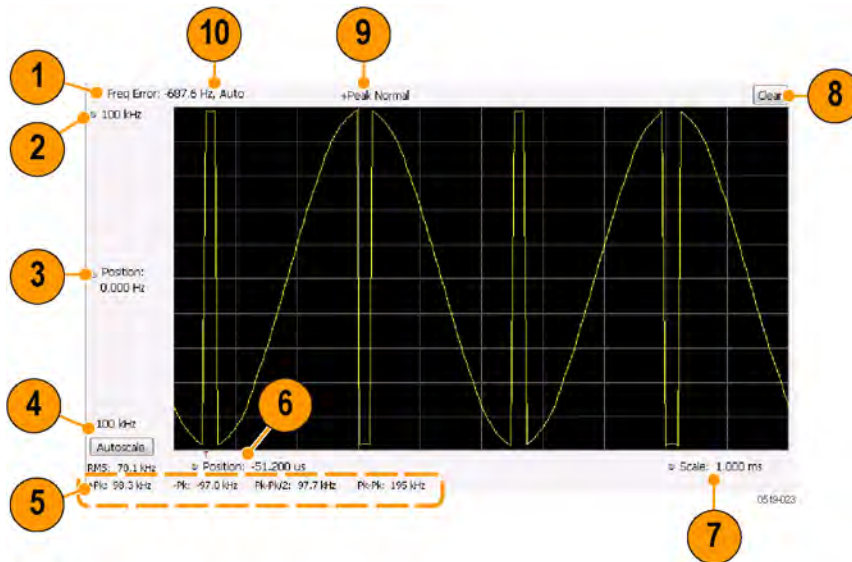 10
9
1
Freq Error: -687.6 Hz, Auto
+Peak Normal
Clear
8
100 kHz
2
3
Position:
0.000 Hz
4
100 kHz
6
Autoscale
Position: -51.200 us
Scale: 1.000 ms
RMS: 70.1 kHz
+Pk: 98.3 kHz
-Pk: -97.0 kHz
Pk-Pk/2: 97.7 kHz
Pk-Pk: 195 kHz
5
7
0519-023